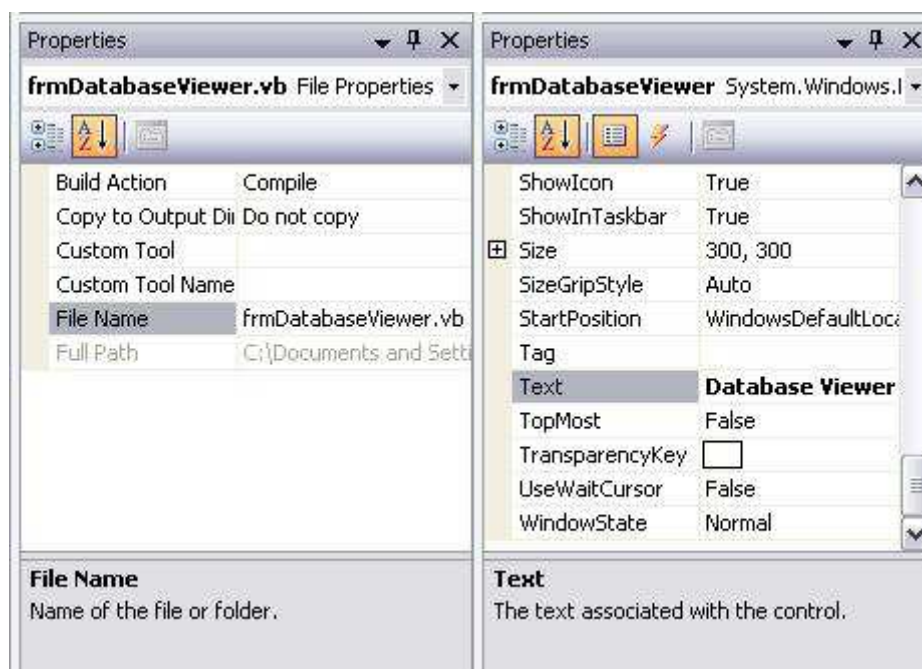 Properties
frmDatabaseViewer.vb File Properties
Build Action Compile
Copy to Output Dir Do not copy
Custom Tool
Custom Tool Name
File Name frmDatabaseViewer.vb
Full Path C:\Documents and Setti
File Name
Name of the file or folder.
Properties
frmDatabaseViewer System.Windows.
ShowIcon True
ShowInTaskbar True
Size 300, 300
SizeGripStyle Auto
StartPosition WindowsDefaultLoca
Tag
Text Database Viewer
TopMost False
TransparencyKey
UseWaitCursor False
WindowState Normal
Text
The text associated with the control.